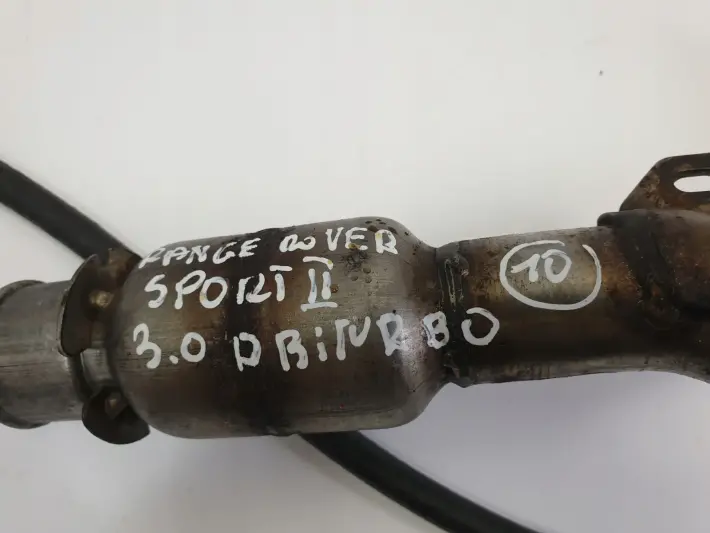 RANGE ROVER
SPORT II
3.0 D BiTURBO
10